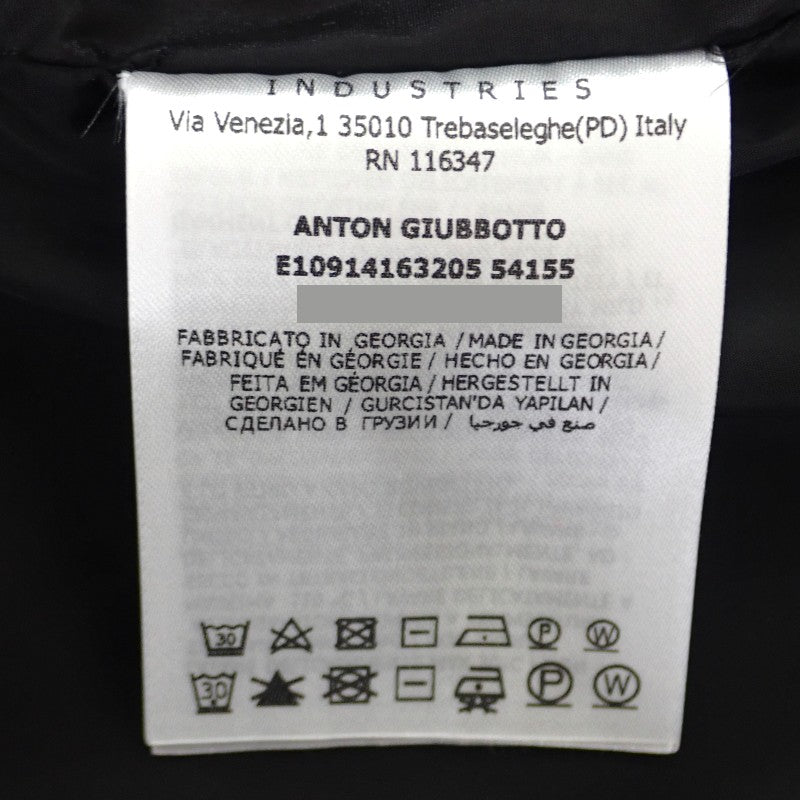 INDUSTRIES
Via Venezia,1 35010 Trebaseleghe(PD) Italy
RN 116347
ANTON GIUBBOTTO
E10914163205 54155
FABBRICATO IN GEORGIA / MADE IN GEORGIA /
FABRIQUÉ EN GÉORGIE / HECHO EN GEORGIA /
FEITA EM GÉORGIA / HERGESTELLT IN
GEORGIEN / GURCISTAN'DA YAPILAN /
СДЕЛАНО В ГРУЗИИ / صنع في جورجيا
30 P W
30 P W